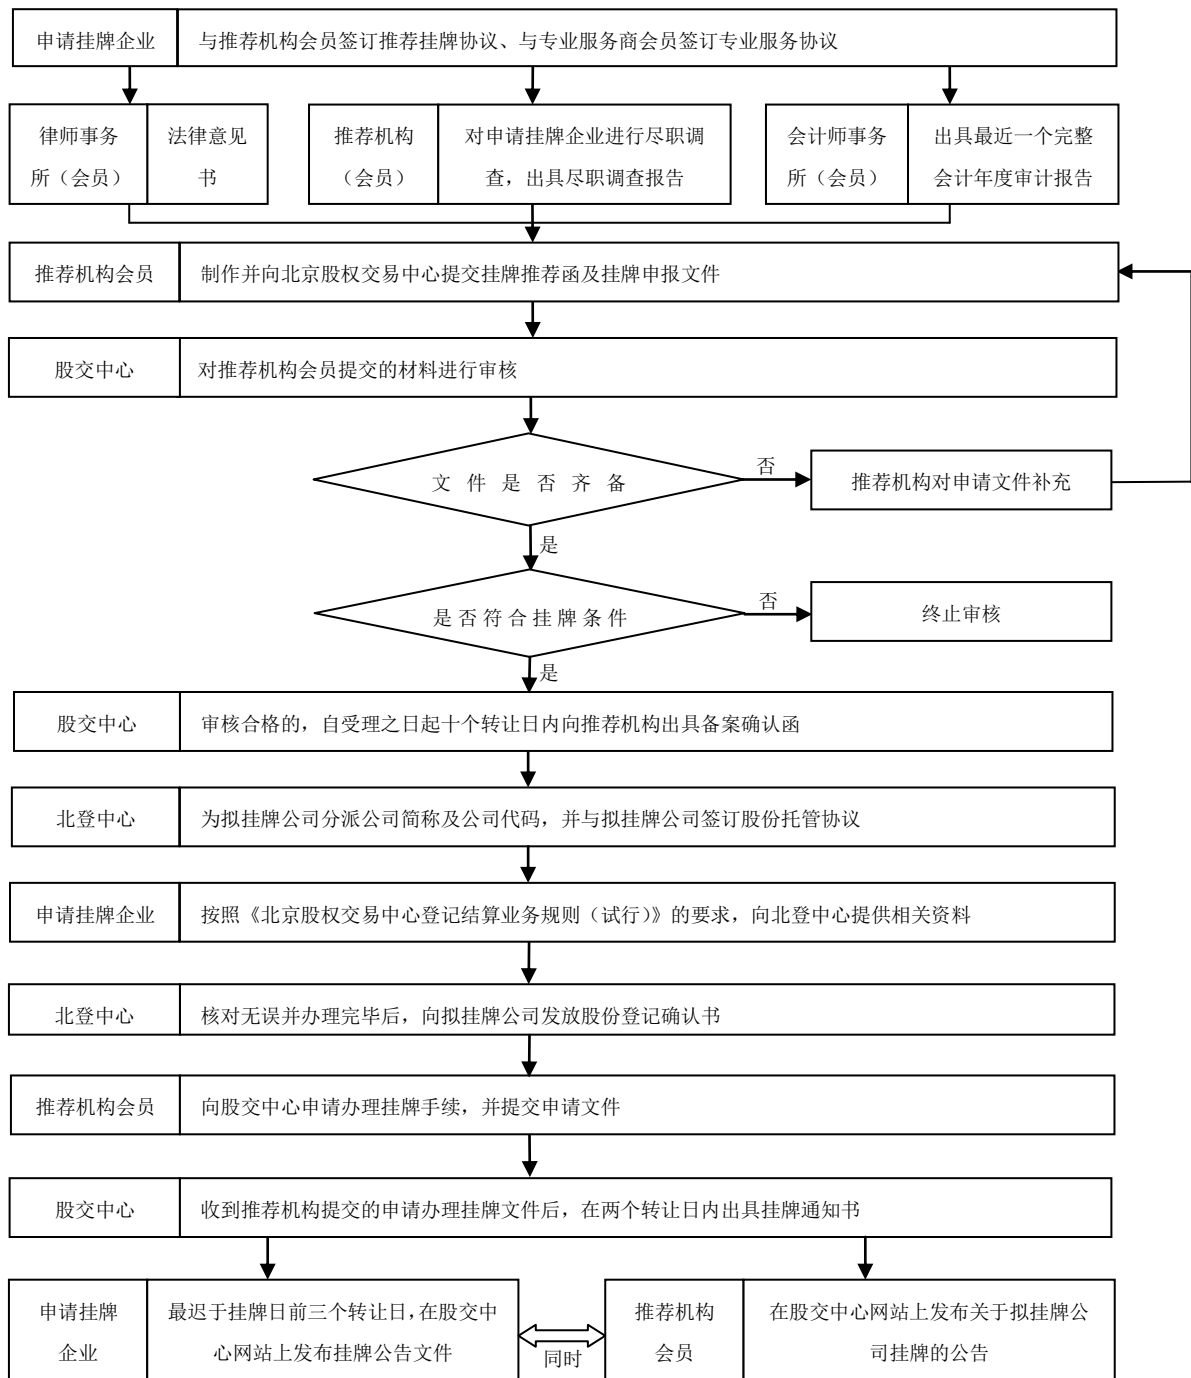 申请挂牌企业
与推荐机构会员签订推荐挂牌协议、与专业服务商会员签订专业服务协议
律师事务
所（会员）
法律意见
书
推荐机构
（会员）
对申请挂牌企业进行尽职调
查，出具尽职调查报告
会计师事务
所（会员）
出具最近一个完整
会计年度审计报告
推荐机构会员
制作并向北京股权交易中心提交挂牌推荐函及挂牌申报文件
股交中心
对推荐机构会员提交的材料进行审核
文件是否齐备
否
推荐机构对申请文件补充
是
是否符合挂牌条件
否
终止审核
是
股交中心
审核合格的，自受理之日起十个转让日内向推荐机构出具备案确认函
北登中心
为拟挂牌公司分派公司简称及公司代码，并与拟挂牌公司签订股份托管协议
申请挂牌企业
按照《北京股权交易中心登记结算业务规则（试行）》的要求，向北登中心提供相关资料
北登中心
核对无误并办理完毕后，向拟挂牌公司发放股份登记确认书
推荐机构会员
向股交中心申请办理挂牌手续，并提交申请文件
股交中心
收到推荐机构提交的申请办理挂牌文件后，在两个转让日内出具挂牌通知书
申请挂牌
企业
最迟于挂牌日前三个转让日，在股交中
心网站上发布挂牌公告文件
同时
推荐机构
会员
在股交中心网站上发布关于拟挂牌公
司挂牌的公告